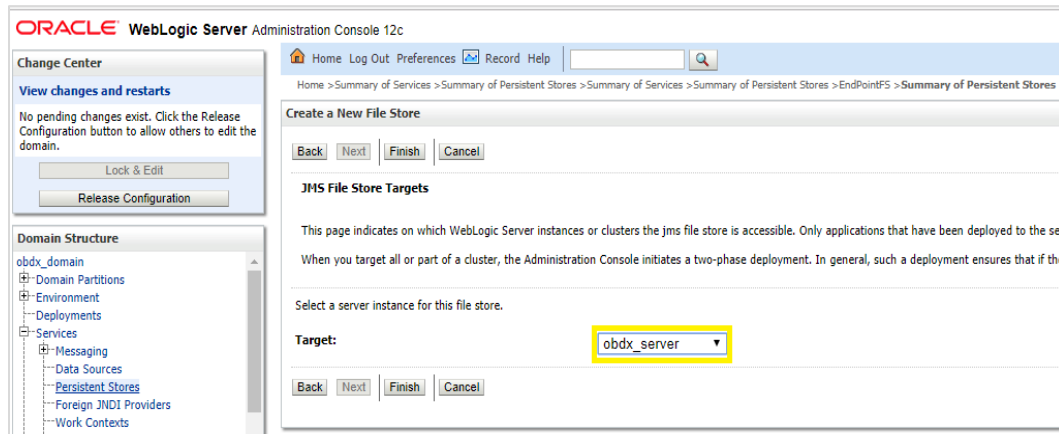 ORACLE WebLogic Server Administration Console 12c
Change Center
View changes and restarts
No pending changes exist. Click the Release
Configuration button to allow others to edit the
domain.
Lock & Edit
Release Configuration
Domain Structure
obdx_domain
Domain Partitions
Environment
Deployments
Services
Messaging
Data Sources
Persistent Stores
Foreign JNDI Providers
Work Contexts
Home Log Out Preferences Record Help
Home >Summary of Services >Summary of Persistent Stores >Summary of Services >Summary of Persistent Stores >EndPointFS >Summary of Persistent Stores
Create a New File Store
Back Next Finish Cancel
JMS File Store Targets
This page indicates on which WebLogic Server instances or clusters the jms file store is accessible. Only applications that have been deployed to the se
When you target all or part of a cluster, the Administration Console initiates a two-phase deployment. In general, such a deployment ensures that if the
Select a server instance for this file store.
Target: obdx_server
Back Next Finish Cancel